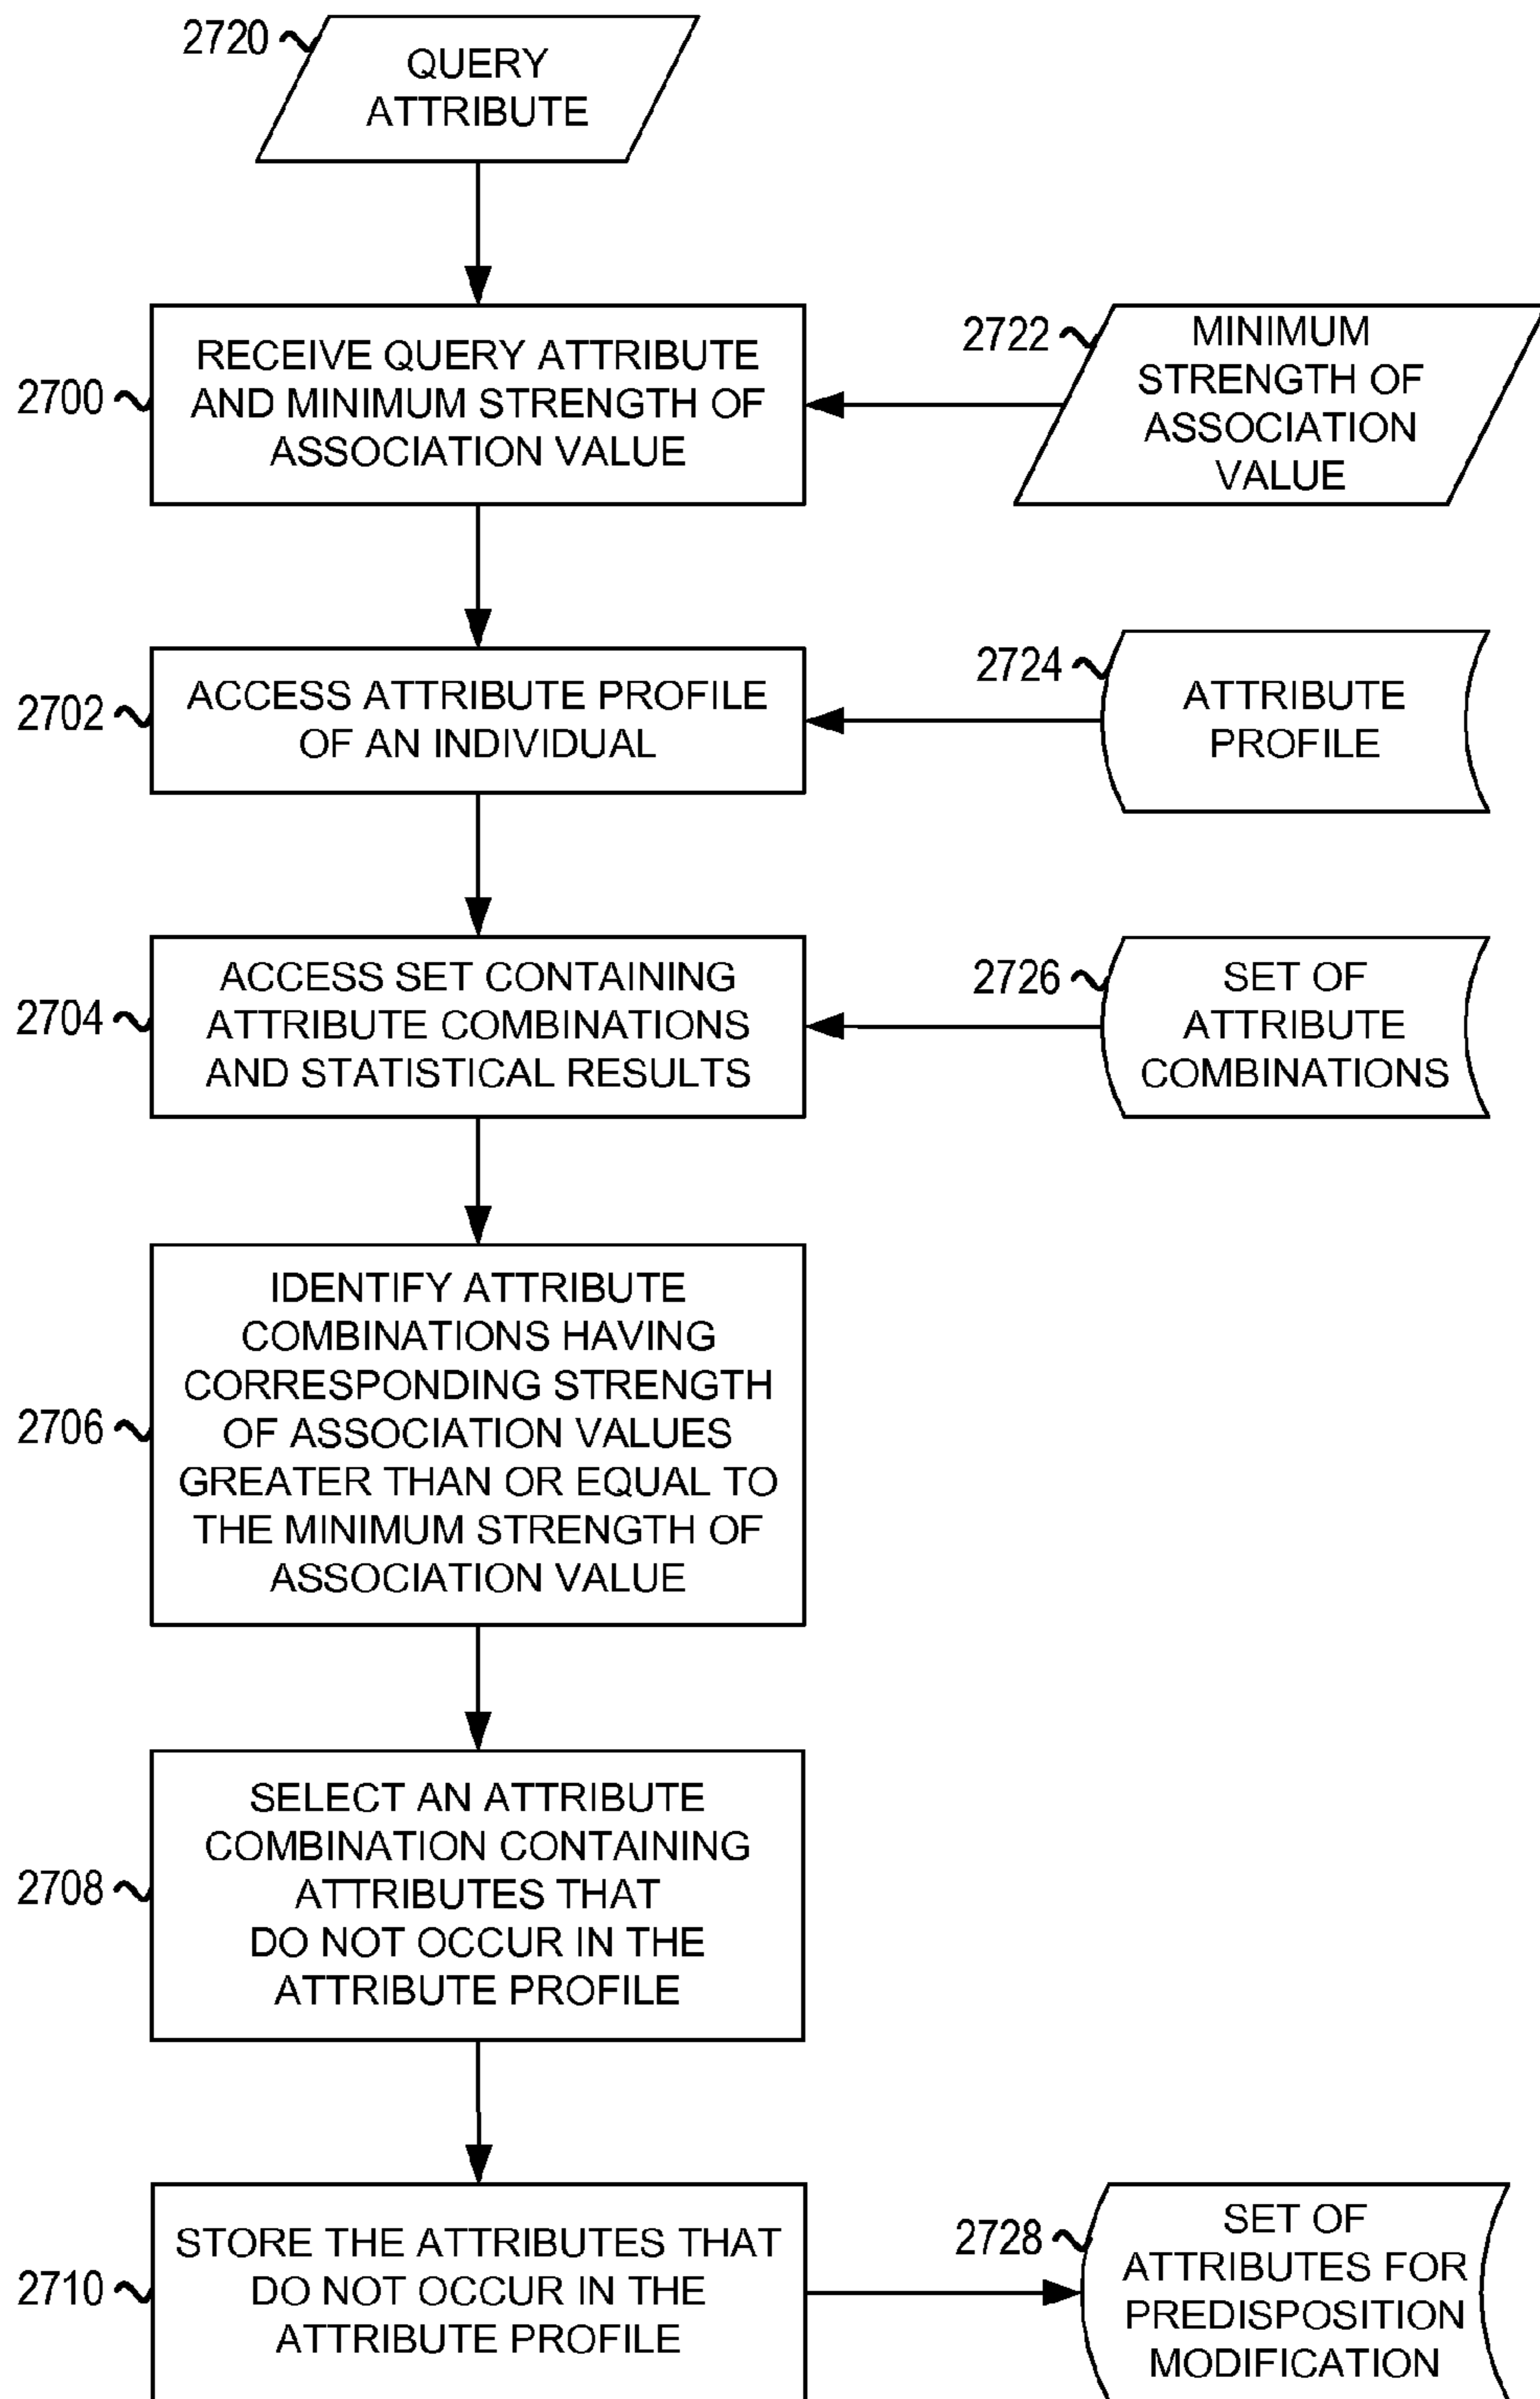 2720
QUERY
ATTRIBUTE
2700
RECEIVE QUERY ATTRIBUTE
AND MINIMUM STRENGTH OF
ASSOCIATION VALUE
2722
MINIMUM
STRENGTH OF
ASSOCIATION
VALUE
2702
ACCESS ATTRIBUTE PROFILE
OF AN INDIVIDUAL
2724
ATTRIBUTE
PROFILE
2704
ACCESS SET CONTAINING
ATTRIBUTE COMBINATIONS
AND STATISTICAL RESULTS
2726
SET OF
ATTRIBUTE
COMBINATIONS
2706
IDENTIFY ATTRIBUTE
COMBINATIONS HAVING
CORRESPONDING STRENGTH
OF ASSOCIATION VALUES
GREATER THAN OR EQUAL TO
THE MINIMUM STRENGTH OF
ASSOCIATION VALUE
2708
SELECT AN ATTRIBUTE
COMBINATION CONTAINING
ATTRIBUTES THAT
DO NOT OCCUR IN THE
ATTRIBUTE PROFILE
2710
STORE THE ATTRIBUTES THAT
DO NOT OCCUR IN THE
ATTRIBUTE PROFILE
2728
SET OF
ATTRIBUTES FOR
PREDISPOSITION
MODIFICATION